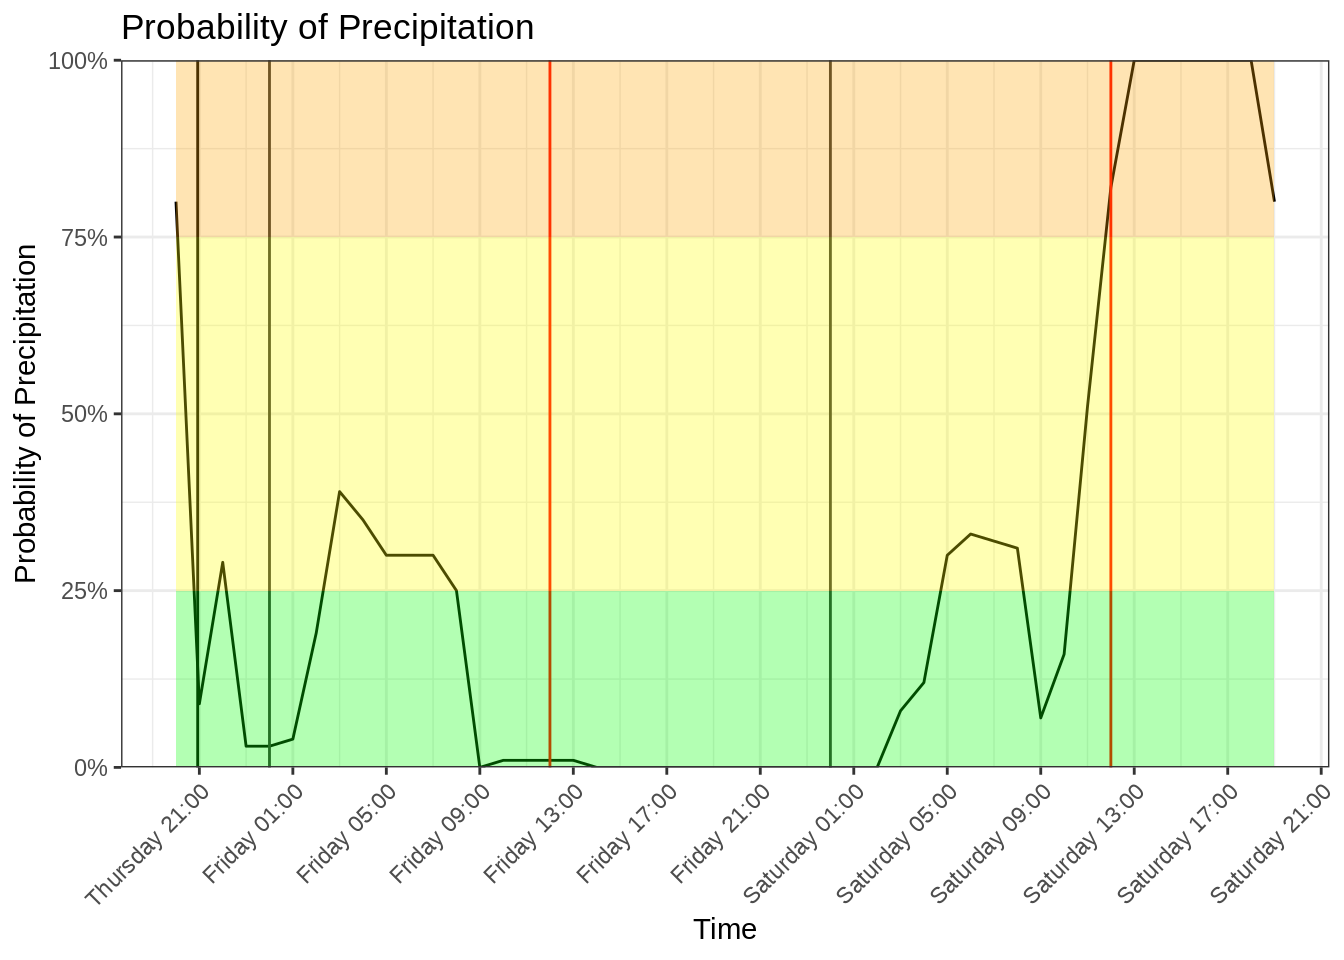 Probability of Precipitation
Probability of Precipitation
100%
75%
50%
25%
0%
Thursday 21:00
Friday 01:00
Friday 05:00
Friday 09:00
Friday 13:00
Friday 17:00
Friday 21:00
Saturday 01:00
Saturday 05:00
Saturday 09:00
Saturday 13:00
Saturday 17:00
Saturday 21:00
Time